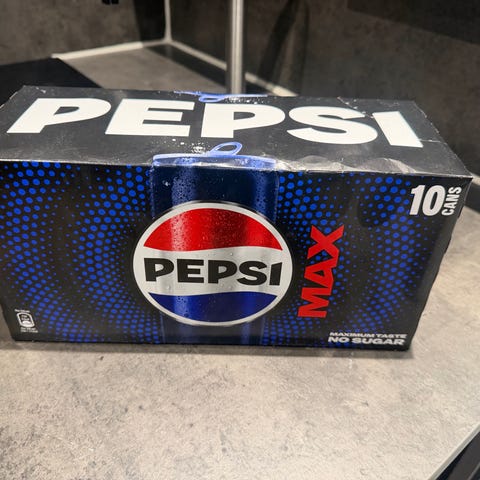 PEPSI
10 CANS
PEPSI
MAX
MAXIMUM TASTE
NO SUGAR